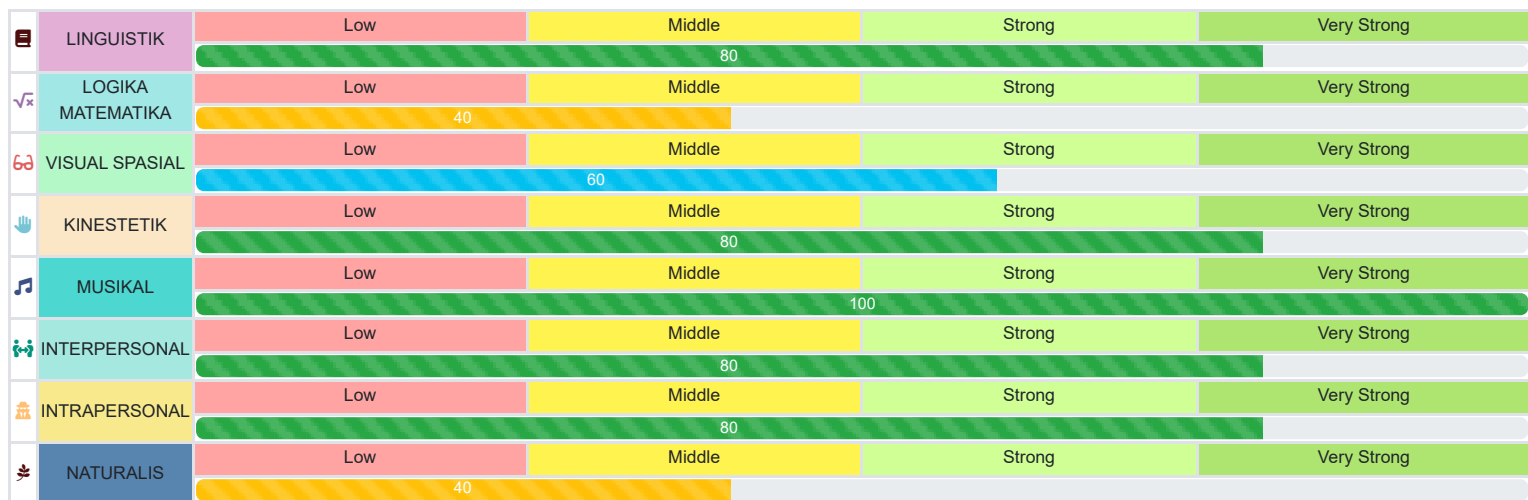 LINGUISTIK
Low Middle Strong Very Strong
80
LOGIKA
MATEMATIKA
Low Middle Strong Very Strong
40
VISUAL SPASIAL
Low Middle Strong Very Strong
60
KINESTETIK
Low Middle Strong Very Strong
80
MUSIKAL
Low Middle Strong Very Strong
100
INTERPERSONAL
Low Middle Strong Very Strong
80
INTRAPERSONAL
Low Middle Strong Very Strong
80
NATURALIS
Low Middle Strong Very Strong
40